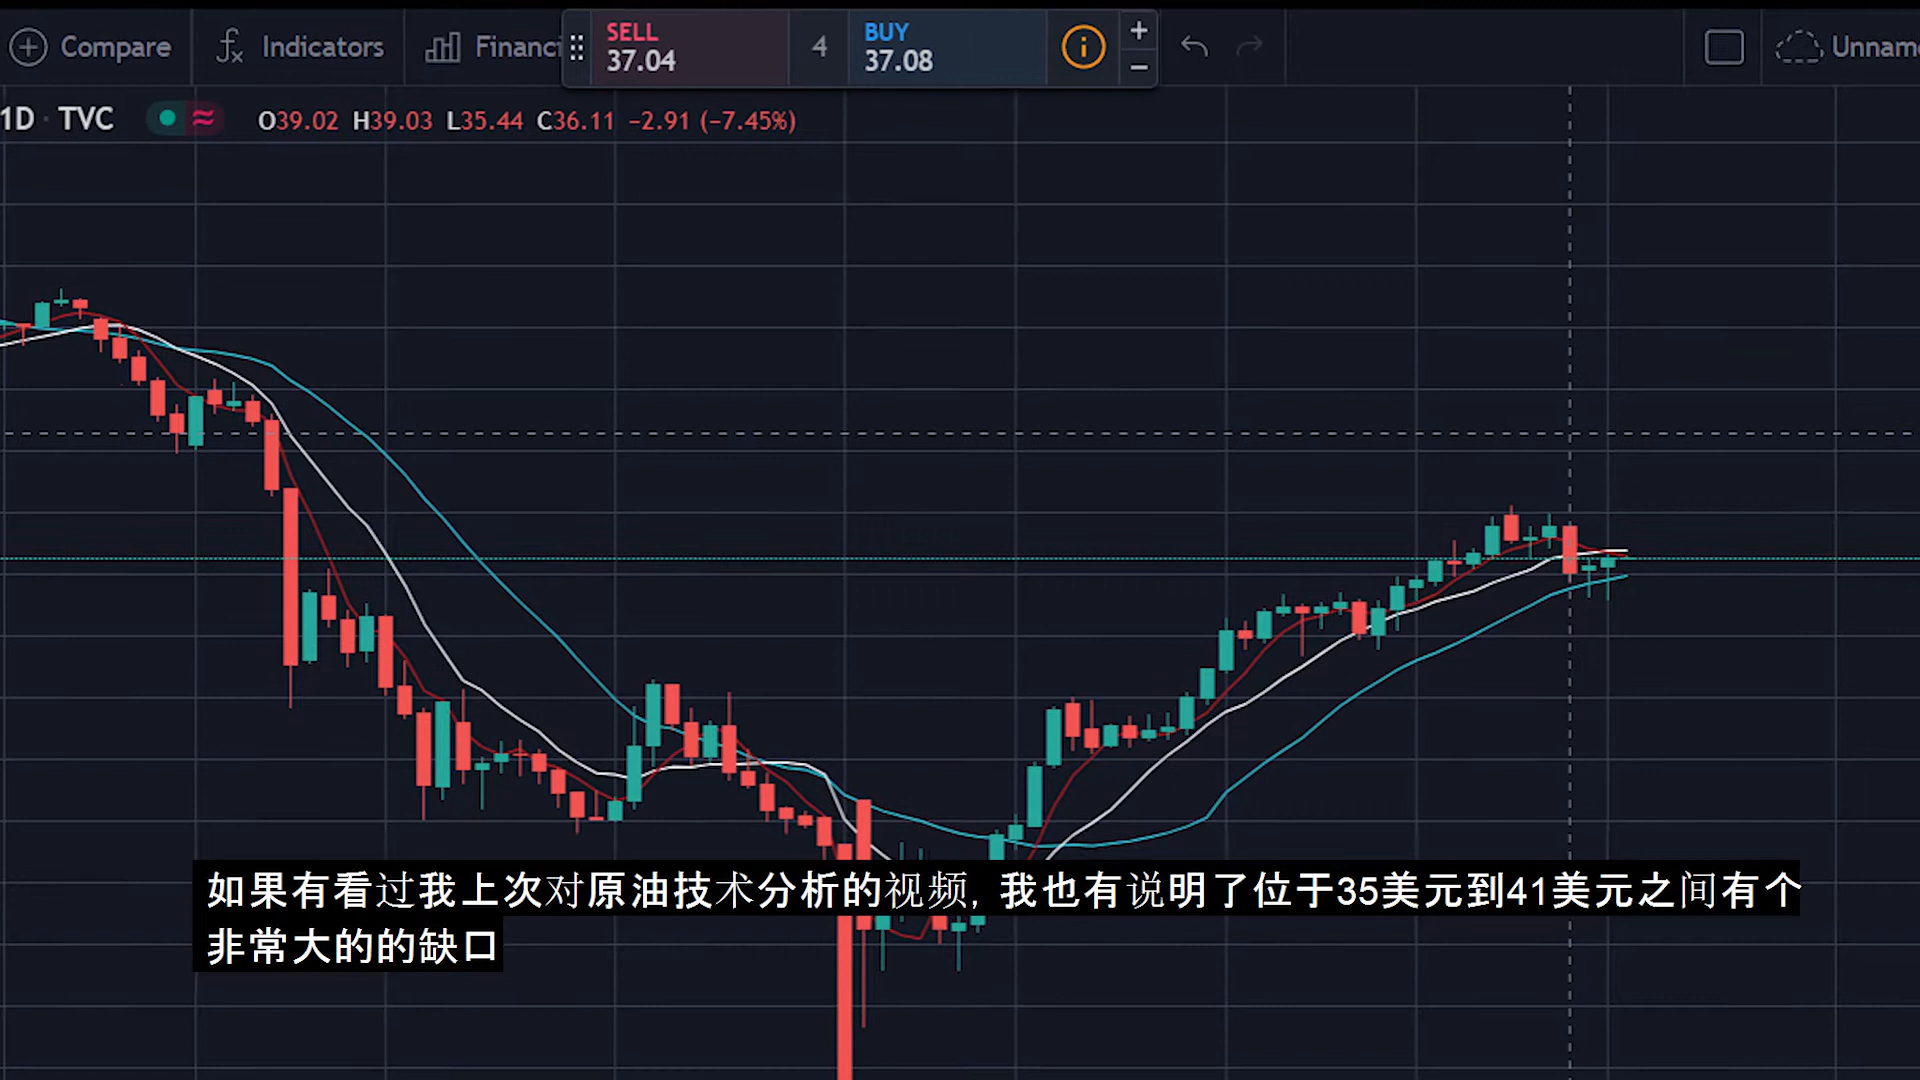 Compare
Indicators
Financ
SELL
37.04
4
BUY
37.08
Unnam
1D · TVC
O39.02 H39.03 L35.44 C36.11 −2.91 (−7.45%)
如果有看过我上次对原油技术分析的视频, 我也有说明了位于35美元到41美元之间有个
非常大的的缺口